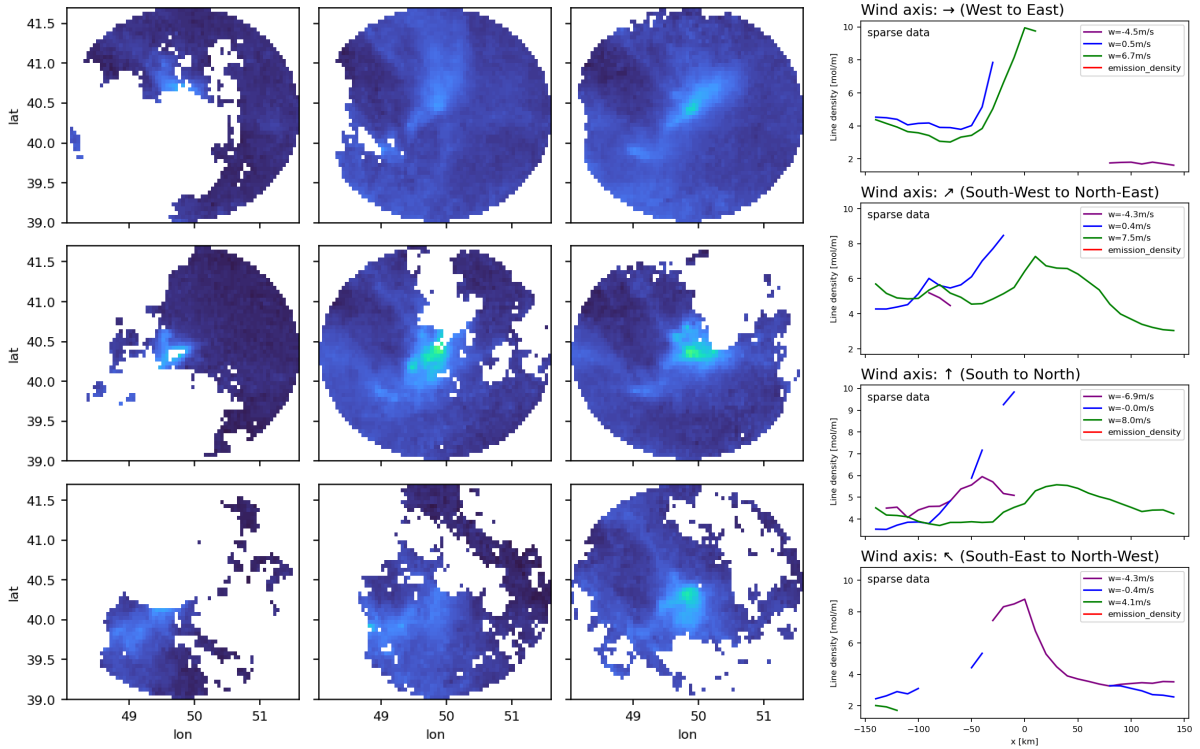 41.5
41.0
40.5
40.0
39.5
39.0
lat
41.5
41.0
40.5
40.0
39.5
39.0
lat
41.5
41.0
40.5
40.0
39.5
39.0
lat
49 50 51
lon
49 50 51
lon
49 50 51
lon
Wind axis: → (West to East)
sparse data
w=-4.5m/s
w=0.5m/s
w=6.7m/s
emission_density
10
8
6
4
2
Line density [mol/m]
Wind axis: ↗ (South-West to North-East)
sparse data
w=-4.3m/s
w=0.4m/s
w=7.5m/s
emission_density
10
8
6
4
2
Line density [mol/m]
Wind axis: ↑ (South to North)
sparse data
w=-6.9m/s
w=-0.0m/s
w=8.0m/s
emission_density
10
9
8
7
6
5
4
Line density [mol/m]
Wind axis: ↖ (South-East to North-West)
sparse data
w=-4.3m/s
w=-0.4m/s
w=4.1m/s
emission_density
10
8
6
4
2
Line density [mol/m]
−150 −100 −50 0 50 100 150
x [km]